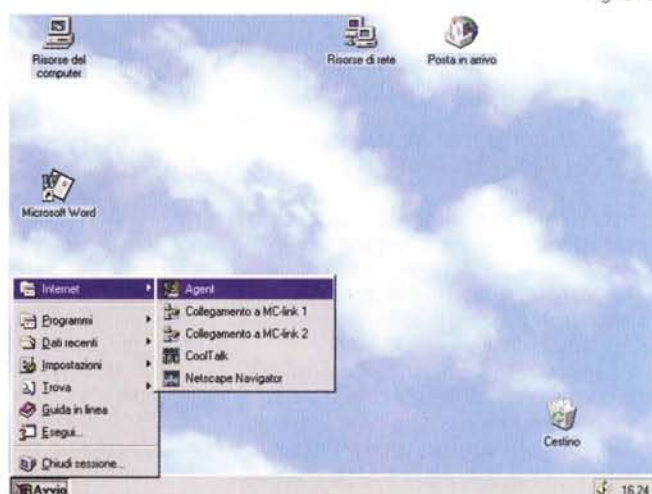 Risorse del
computer
Risorse di rete
Posta in arrivo
Microsoft Word
Internet
Programmi
Dati recenti
Impostazioni
Trova
Guida in linea
Esegui...
Chiudi sessione...
Agent
Collegamento a MC-link 1
Collegamento a MC-link 2
CoolTalk
Netscape Navigator
Cestino
Avvio
16.24